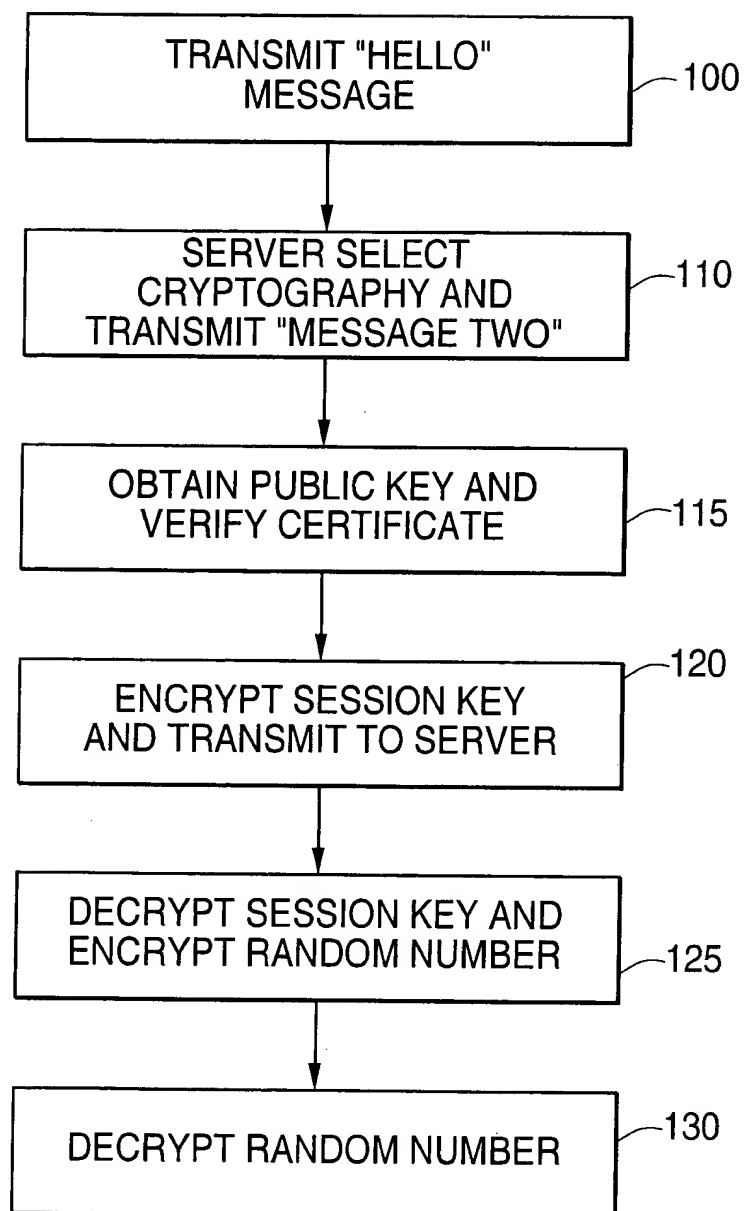 TRANSMIT "HELLO"
MESSAGE
100
SERVER SELECT
CRYPTOGRAPHY AND
TRANSMIT "MESSAGE TWO"
110
OBTAIN PUBLIC KEY AND
VERIFY CERTIFICATE
115
ENCRYPT SESSION KEY
AND TRANSMIT TO SERVER
120
DECRYPT SESSION KEY AND
ENCRYPT RANDOM NUMBER
125
DECRYPT RANDOM NUMBER
130